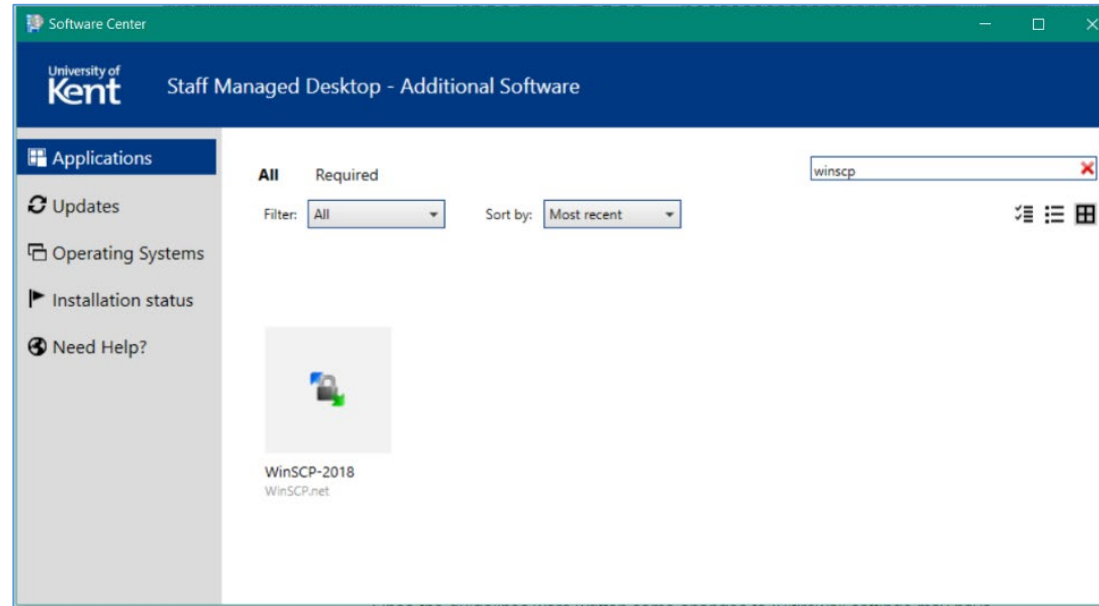 Software Center
University of
Kent
Staff Managed Desktop - Additional Software
Applications
Updates
Operating Systems
Installation status
Need Help?
All Required
winscp
Filter: All Sort by: Most recent
WinSCP-2018
WinSCP.net